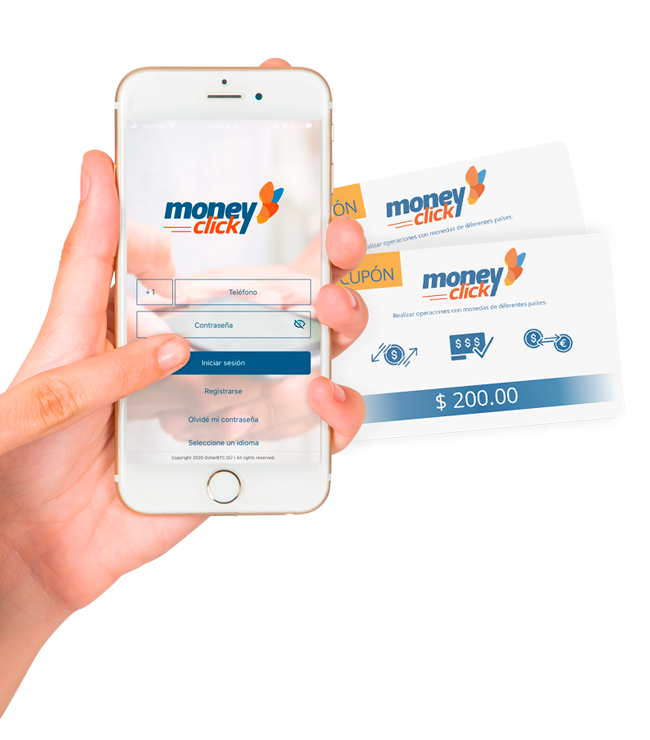 money
click
+ 1
Teléfono
Contraseña
Iniciar sesión
Registrarse
Olvidé mi contraseña
Seleccione un idioma
Copyright 2020 DollarBTC OÜ | All rights reserved.
ÓN
money
click
ealizar operaciones con monedas de diferentes países.
CUPÓN
money
click
Realizar operaciones con monedas de diferentes países.
$
$ $ $
$
€
$ 200.00